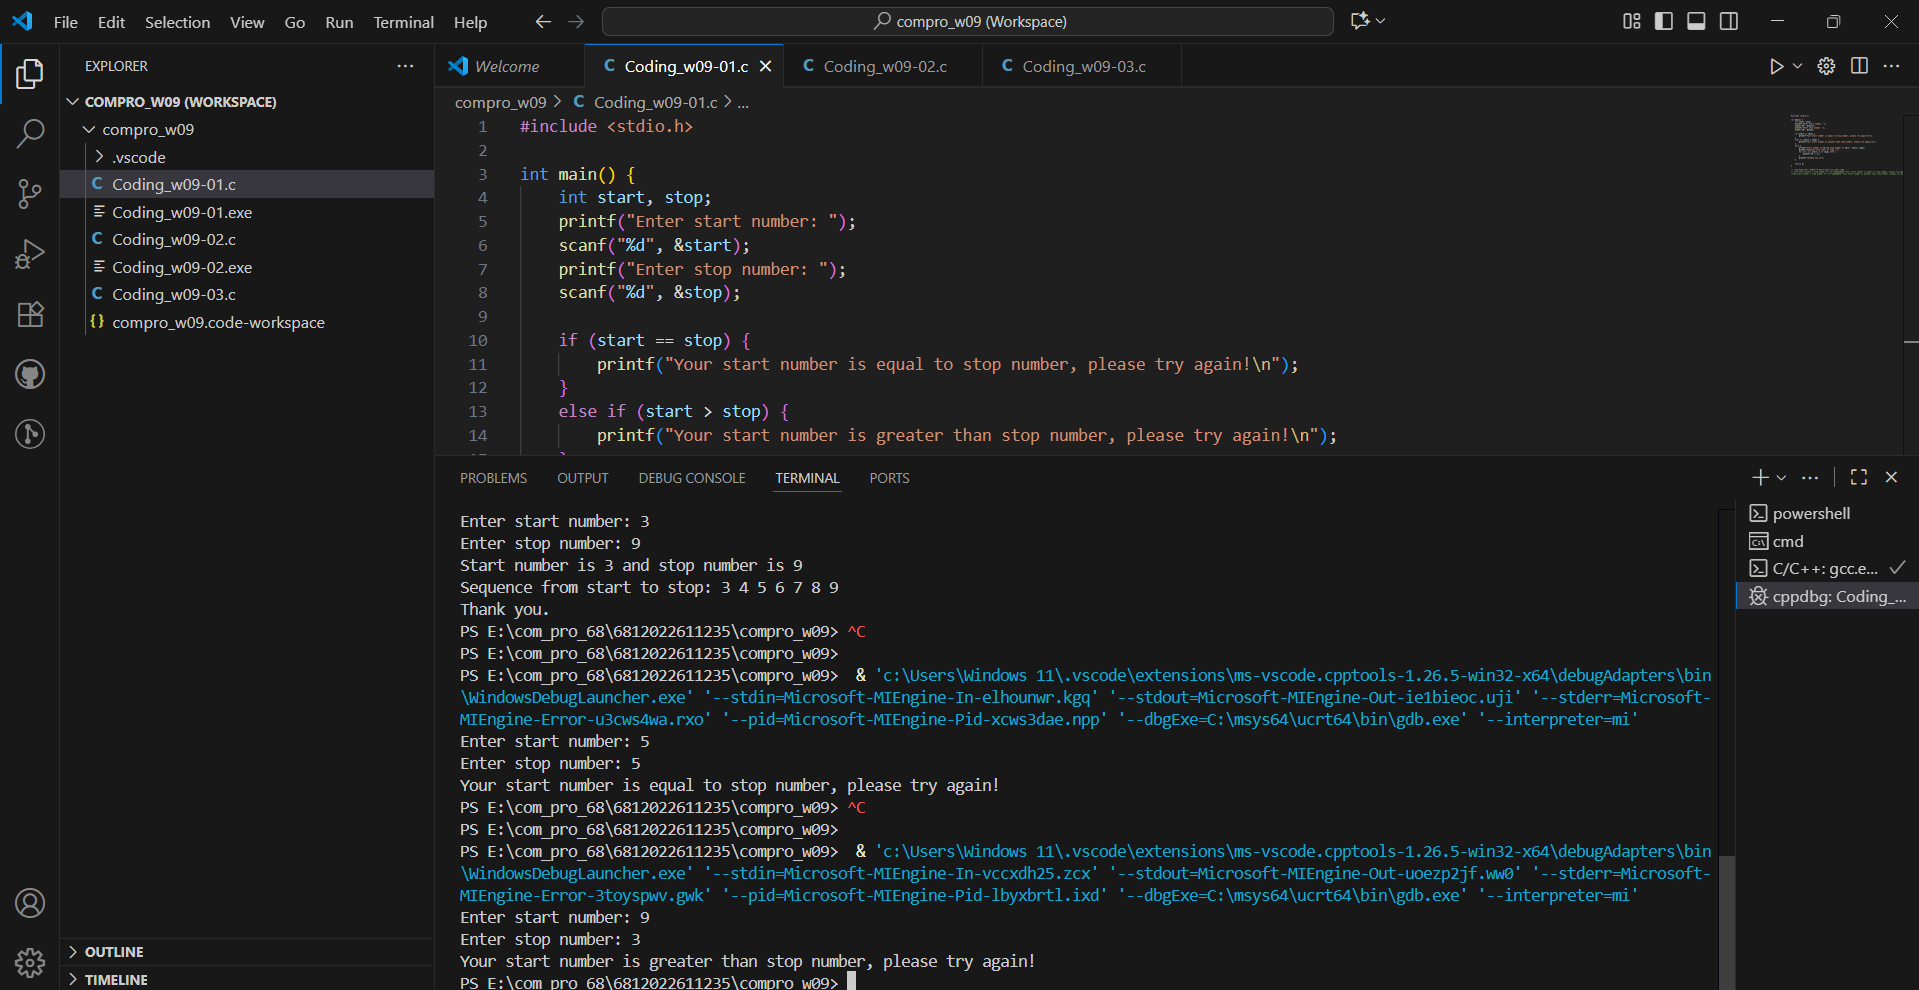 File Edit Selection View Go Run Terminal Help
compro_w09 (Workspace)
EXPLORER
COMPRO_W09 (WORKSPACE)
compro_w09
.vscode
C Coding_w09-01.c
Coding_w09-01.exe
C Coding_w09-02.c
Coding_w09-02.exe
C Coding_w09-03.c
{} compro_w09.code-workspace
OUTLINE
TIMELINE
Welcome
C Coding_w09-01.c
C Coding_w09-02.c
C Coding_w09-03.c
compro_w09 > C Coding_w09-01.c > ...
1 #include <stdio.h>
2
3 int main() {
4 int start, stop;
5 printf("Enter start number: ");
6 scanf("%d", &start);
7 printf("Enter stop number: ");
8 scanf("%d", &stop);
9
10 if (start == stop) {
11 printf("Your start number is equal to stop number, please try again!\n");
12 }
13 else if (start > stop) {
14 printf("Your start number is greater than stop number, please try again!\n");
PROBLEMS OUTPUT DEBUG CONSOLE TERMINAL PORTS
Enter start number: 3
Enter stop number: 9
Start number is 3 and stop number is 9
Sequence from start to stop: 3 4 5 6 7 8 9
Thank you.
PS E:\com_pro_68\6812022611235\compro_w09> ^C
PS E:\com_pro_68\6812022611235\compro_w09>
PS E:\com_pro_68\6812022611235\compro_w09> & 'c:\Users\Windows 11\.vscode\extensions\ms-vscode.cpptools-1.26.5-win32-x64\debugAdapters\bin
\WindowsDebugLauncher.exe' '--stdin=Microsoft-MIEngine-In-elhounwr.kgq' '--stdout=Microsoft-MIEngine-Out-ie1bieoc.uji' '--stderr=Microsoft-
MIEngine-Error-u3cws4wa.rxo' '--pid=Microsoft-MIEngine-Pid-xcws3dae.npp' '--dbgExe=C:\msys64\ucrt64\bin\gdb.exe' '--interpreter=mi'
Enter start number: 5
Enter stop number: 5
Your start number is equal to stop number, please try again!
PS E:\com_pro_68\6812022611235\compro_w09> ^C
PS E:\com_pro_68\6812022611235\compro_w09>
PS E:\com_pro_68\6812022611235\compro_w09> & 'c:\Users\Windows 11\.vscode\extensions\ms-vscode.cpptools-1.26.5-win32-x64\debugAdapters\bin
\WindowsDebugLauncher.exe' '--stdin=Microsoft-MIEngine-In-vccxdh25.zcx' '--stdout=Microsoft-MIEngine-Out-uoezp2jf.ww0' '--stderr=Microsoft-
MIEngine-Error-3toyspwv.gwk' '--pid=Microsoft-MIEngine-Pid-lbyxbrtl.ixd' '--dbgExe=C:\msys64\ucrt64\bin\gdb.exe' '--interpreter=mi'
Enter start number: 9
Enter stop number: 3
Your start number is greater than stop number, please try again!
PS E:\com_pro_68\6812022611235\compro_w09>
powershell
cmd
C/C++: gcc.e...
cppdbg: Coding_...